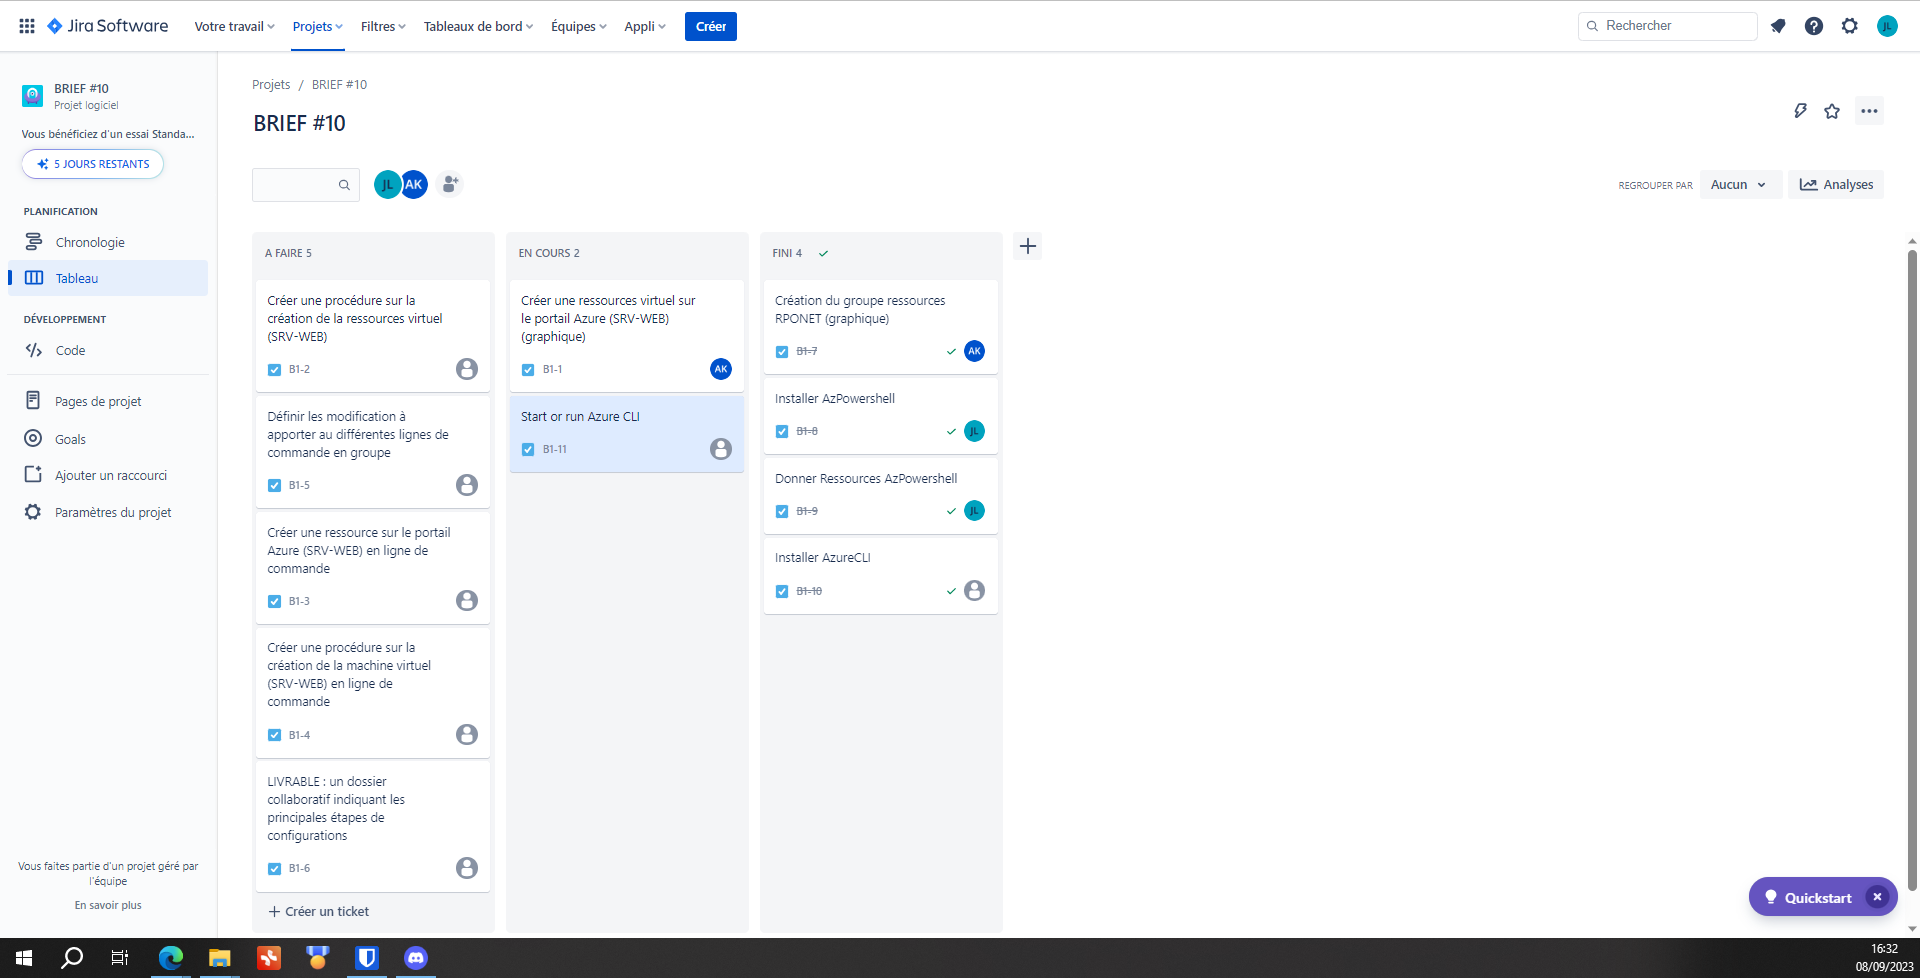 Jira Software
Votre travail
Projets
Filtres
Tableaux de bord
Équipes
Appli
Créer
Rechercher
JL
BRIEF #10
Projet logiciel
Vous bénéficiez d'un essai Standa...
5 JOURS RESTANTS
PLANIFICATION
Chronologie
Tableau
DÉVELOPPEMENT
Code
Pages de projet
Goals
Ajouter un raccourci
Paramètres du projet
Vous faites partie d'un projet géré par
l'équipe
En savoir plus
Projets / BRIEF #10
BRIEF #10
JL
AK
REGROUPER PAR
Aucun
Analyses
A FAIRE 5
Créer une procédure sur la
création de la ressources virtuel
(SRV-WEB)
B1-2
Définir les modification à
apporter au différentes lignes de
commande en groupe
B1-5
Créer une ressource sur le portail
Azure (SRV-WEB) en ligne de
commande
B1-3
Créer une procédure sur la
création de la machine virtuel
(SRV-WEB) en ligne de
commande
B1-4
LIVRABLE : un dossier
collaboratif indiquant les
principales étapes de
configurations
B1-6
+ Créer un ticket
EN COURS 2
Créer une ressources virtuel sur
le portail Azure (SRV-WEB)
(graphique)
B1-1
AK
Start or run Azure CLI
B1-11
FINI 4
Création du groupe ressources
RPONET (graphique)
B1-7
AK
Installer AzPowershell
B1-8
JL
Donner Ressources AzPowershell
B1-9
JL
Installer AzureCLI
B1-10
Quickstart
16:32
08/09/2023